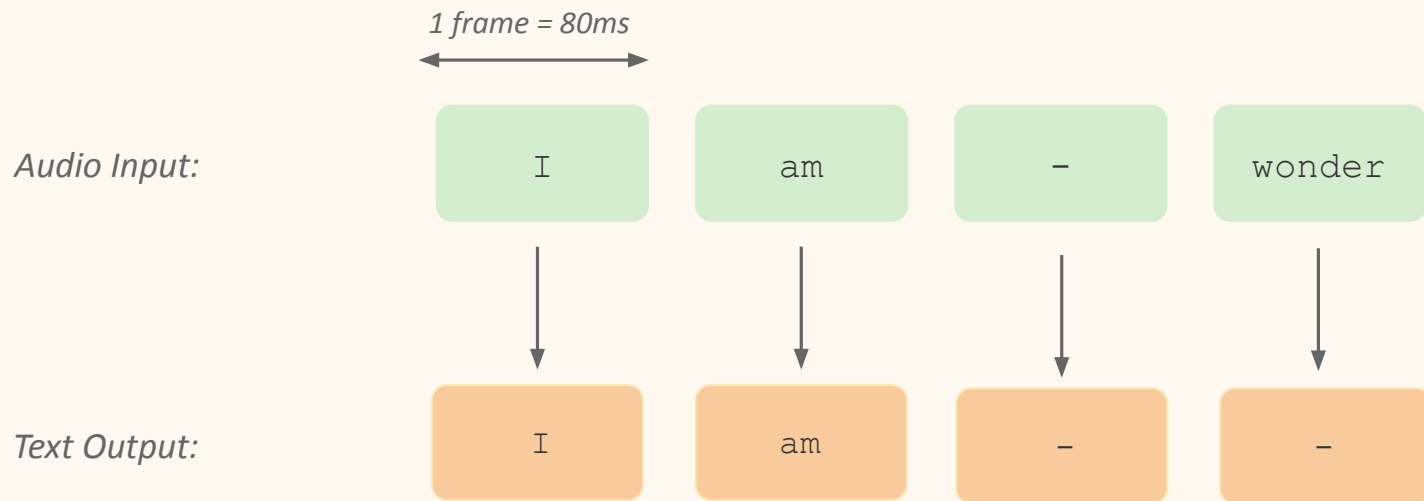 1 frame = 80ms
Audio Input: I am - wonder
Text Output: I am - -